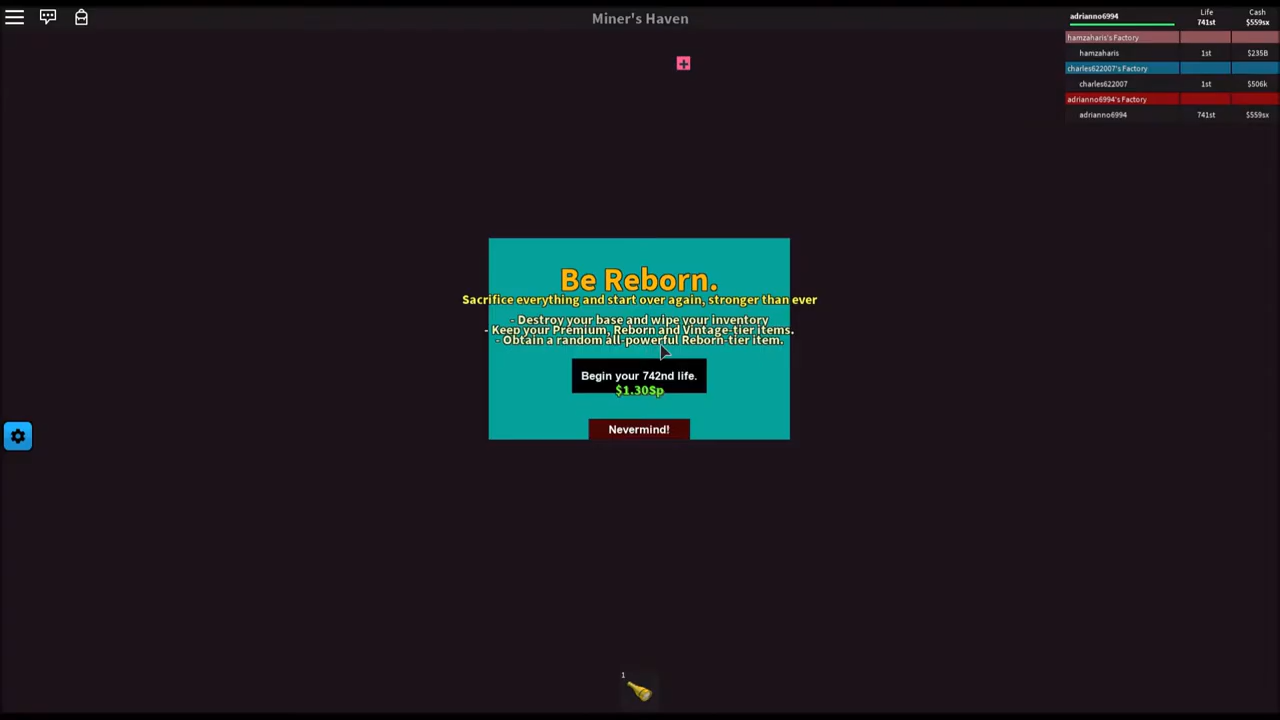 Miner's Haven
adrianno6994
Life
741st
Cash
$559sx
hamzaharis's Factory
hamzaharis 1st $235B
charles622007's Factory
charles622007 1st $506k
adrianno6994's Factory
adrianno6994 741st $559sx
Be Reborn.
Sacrifice everything and start over again, stronger than ever
- Destroy your base and wipe your inventory
- Keep your Premium, Reborn and Vintage-tier items.
- Obtain a random all-powerful Reborn-tier item.
Begin your 742nd life.
$1.30Sp
Nevermind!
1